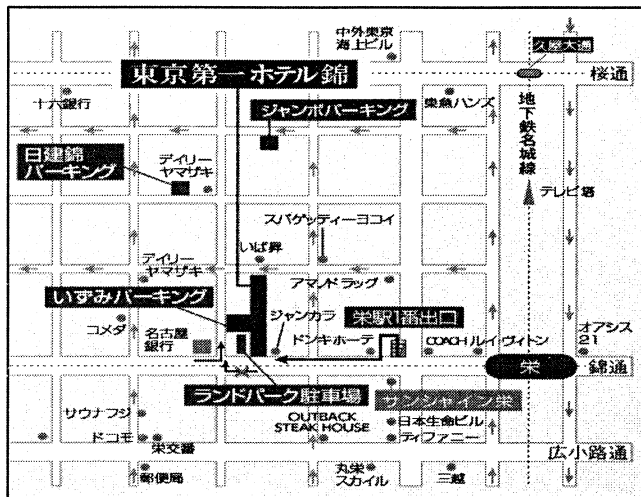 中外東京
海上ビル
久屋大通
東京第一ホテル錦
桜通
十六銀行
ジャンボパーキング
東急ハンズ
地下鉄名城線
日建錦
パーキング
デイリー
ヤマザキ
テレビ塔
スパゲッティーヨコイ
いば昇
デイリー
ヤマザキ
アマノドラッグ
いずみパーキング
栄駅1番出口
コメダ
名古屋
銀行
ジャンカラ
ドンキホーテ
COACH
ルイ・ヴィトン
オアシス
21
栄
錦通
ランドパーク駐車場
サンシャイン栄
サウナフジ
OUTBACK
STEAK HOUSE
日本生命ビル
ドコモ
栄交番
ティファニー
広小路通
郵便局
丸栄
スカイル
三越